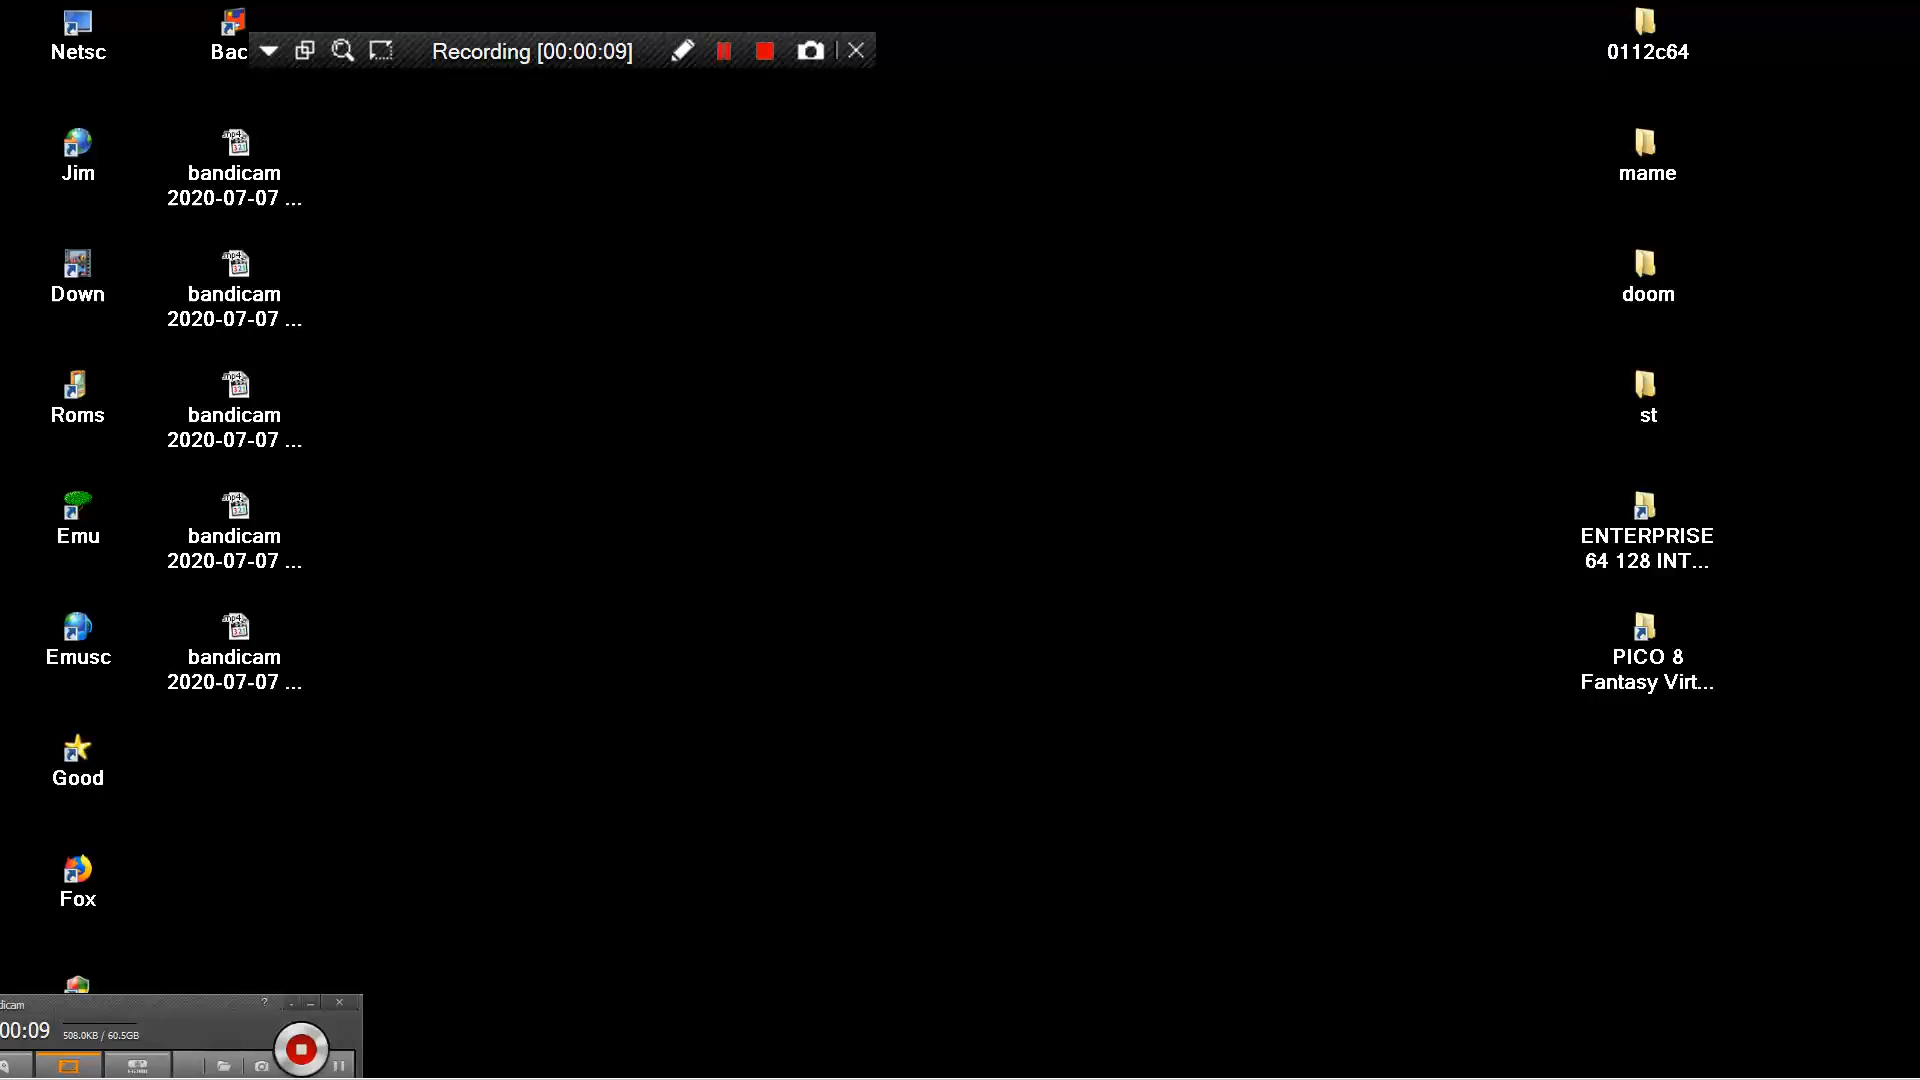 Netsc
Bac
Recording [00:00:09]
0112c64
Jim
bandicam
2020-07-07 ...
mame
Down
bandicam
2020-07-07 ...
doom
Roms
bandicam
2020-07-07 ...
st
Emu
bandicam
2020-07-07 ...
ENTERPRISE
64 128 INT...
Emusc
bandicam
2020-07-07 ...
PICO 8
Fantasy Virt...
Good
Fox
dicam
00:09
508.0KB / 60.5GB